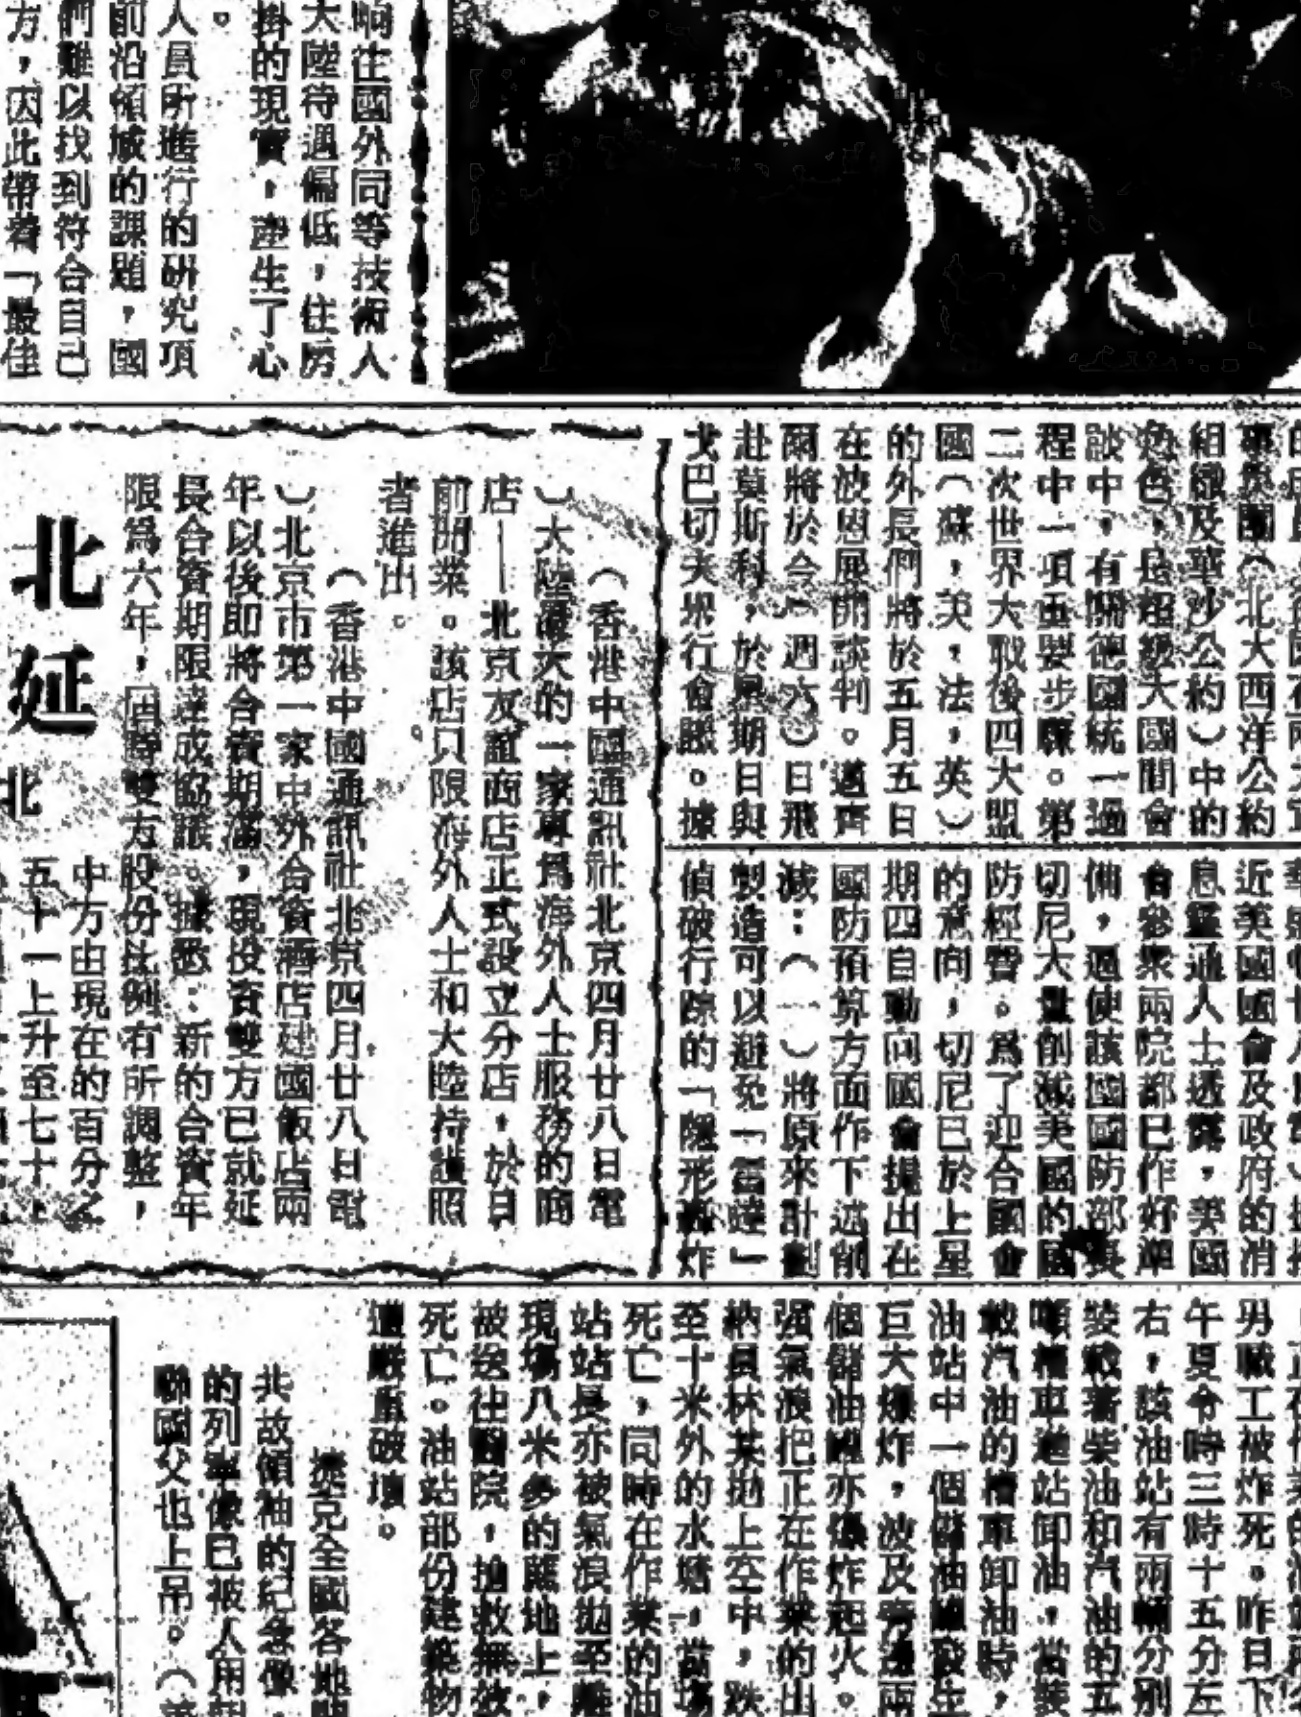 响往國外同等技術人
大陸待遇偏低，住房
掛的現實，產生了心
。
人員所進行的研究項
前沿領域的課題，國
們難以找到符合自己
方，因此帶着「最佳
組織及華沙公約）中的
角色，是超級大國間會
談中，有關德國統一過
程中一項重要步驟。第
二次世界大戰後四大盟
國（蘇，美，法，英）
的外長們將於五月五日
在波恩展開談判。
爾將於今（週六）日飛
赴莫斯科，於星期日與
戈巴切夫舉行會談。據
（香港中國通訊社北京四月廿八日電
）大陸最大的一家專爲海外人士服務的商
店——北京友誼商店正式設立分店，於日
前開業。該店只限海外人士和大陸持護照
者進出。
（香港中國通訊社北京四月廿八日電
）北京市第一家中外合資酒店建國飯店兩
年以後即將合資期滿，現投資雙方已就延
長合資期限達成協議。據悉：新的合資年
限爲六年，屆時雙方股份比例有所調整，
中方由現在的百分之
五十一上升至七十
北延
北
近美國國會及政府的消
息靈通人士透露，美國
會參衆兩院都已作好準
備，迫使該國國防部長
切尼大量削減美國的國
防經費。爲了迎合國會
的意向，切尼已於上星
期四自動向國會提出在
國防預算方面作下述削
減：（一）將原來計劃
製造可以避免「雷達」
偵破行踪的「隱形轟炸
男職工被炸死。昨日下
午夏令時三時十五分左
右，該油站有兩輛分別
裝載著柴油和汽油的五
噸槽車進站卸油，當裝
載汽油的槽車卸油時，
油站中一個儲油罐發生
巨大爆炸，波及旁邊兩
個儲油罐亦爆炸起火。
强氣浪把正在作業的出
納員林某拋上空中，跌
至十米外的水塘，當場
死亡，同時在作業的油
站站長亦被氣浪拋至離
現場八米多的蔗地上，
被送往醫院，搶救無效
死亡。油站部份建築物
遭嚴重破壞。
捷克全國各地
共故領袖的紀念像，
的列寧像已被人用
聯國父也上吊。（